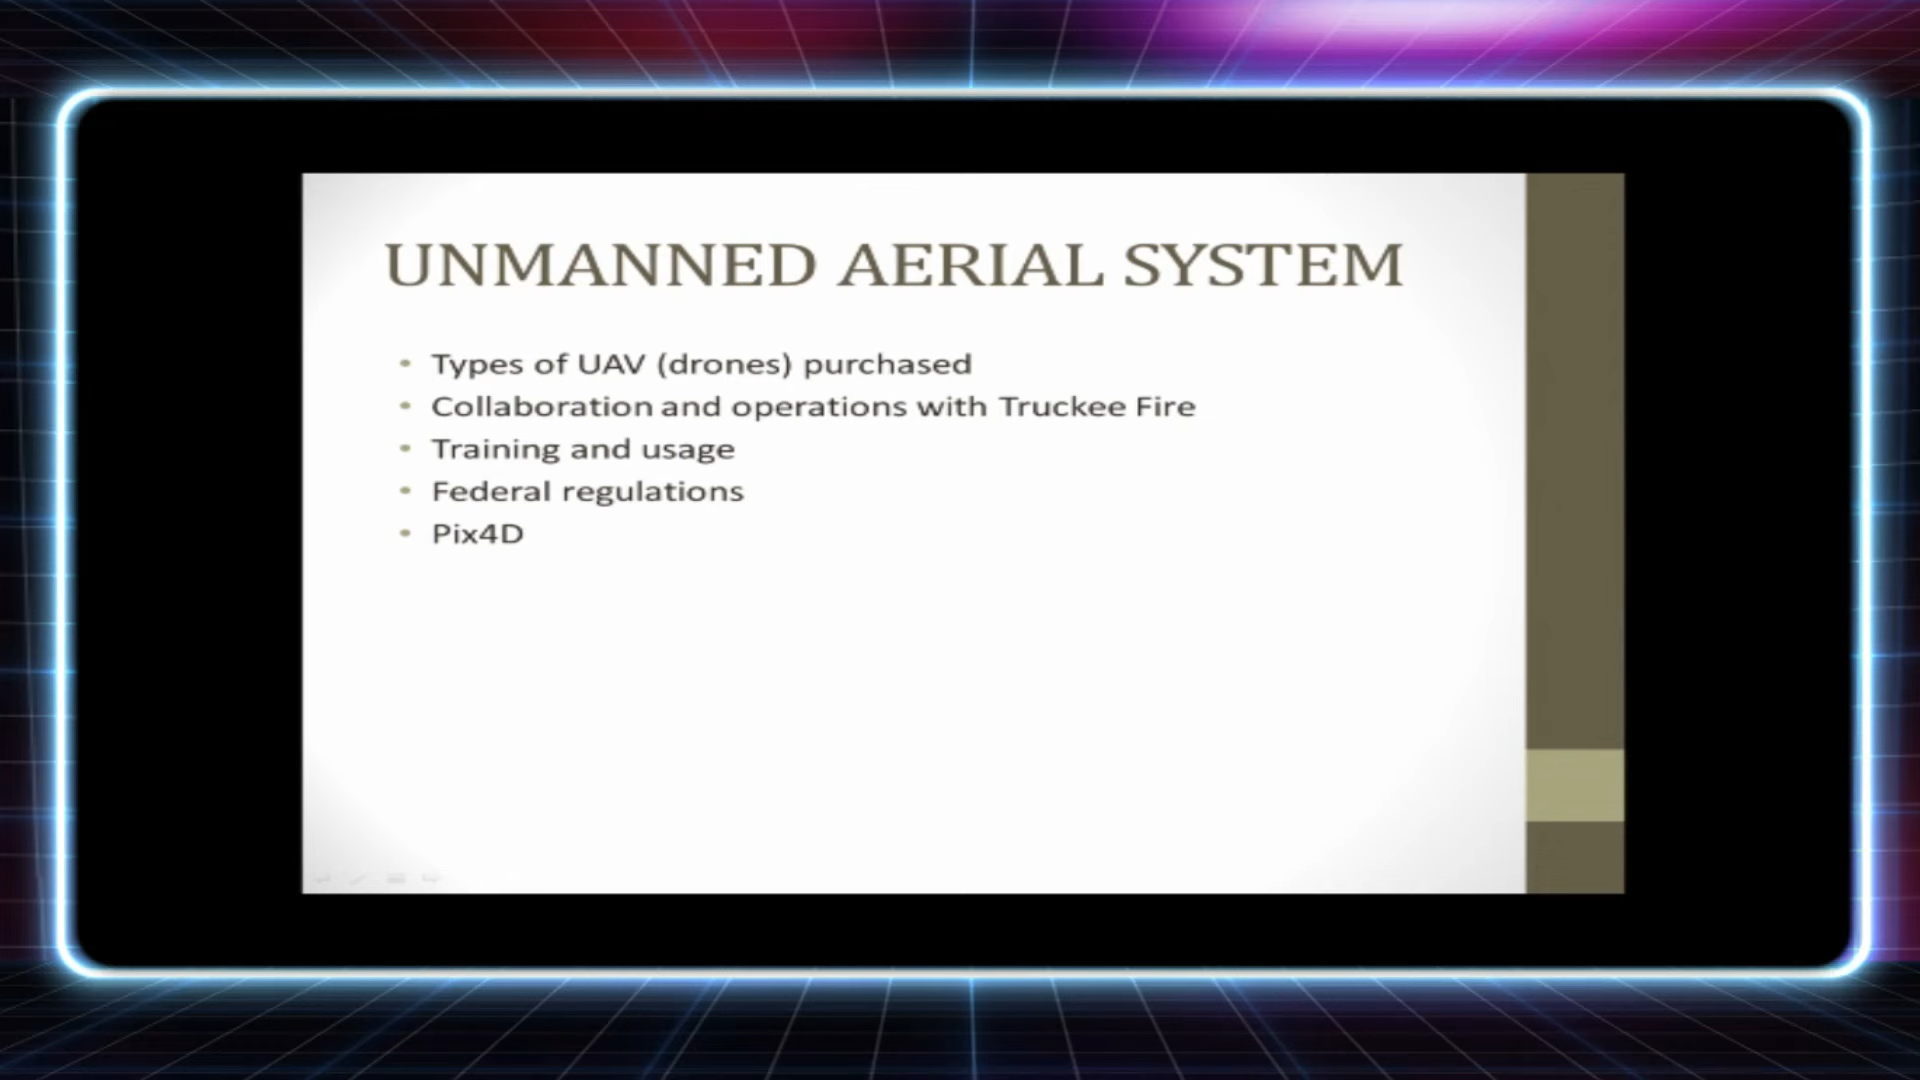 UNMANNED AERIAL SYSTEM
• Types of UAV (drones) purchased
• Collaboration and operations with Truckee Fire
• Training and usage
• Federal regulations
• Pix4D